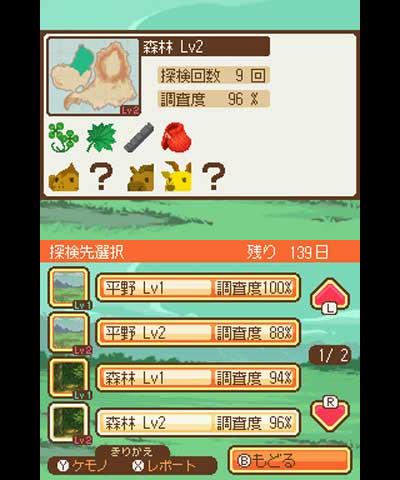 森林 Lv2
探検回数 9 回
調査度 96 %
Lv2
? ?
探検先選択 残り 139日
平野 Lv1 調査度100%
Lv1
L
平野 Lv2 調査度 88%
Lv2
1/ 2
森林 Lv1 調査度 94%
Lv1
R
森林 Lv2 調査度 96%
Lv2
きりかえ
Y ケモノ X レポート
B もどる